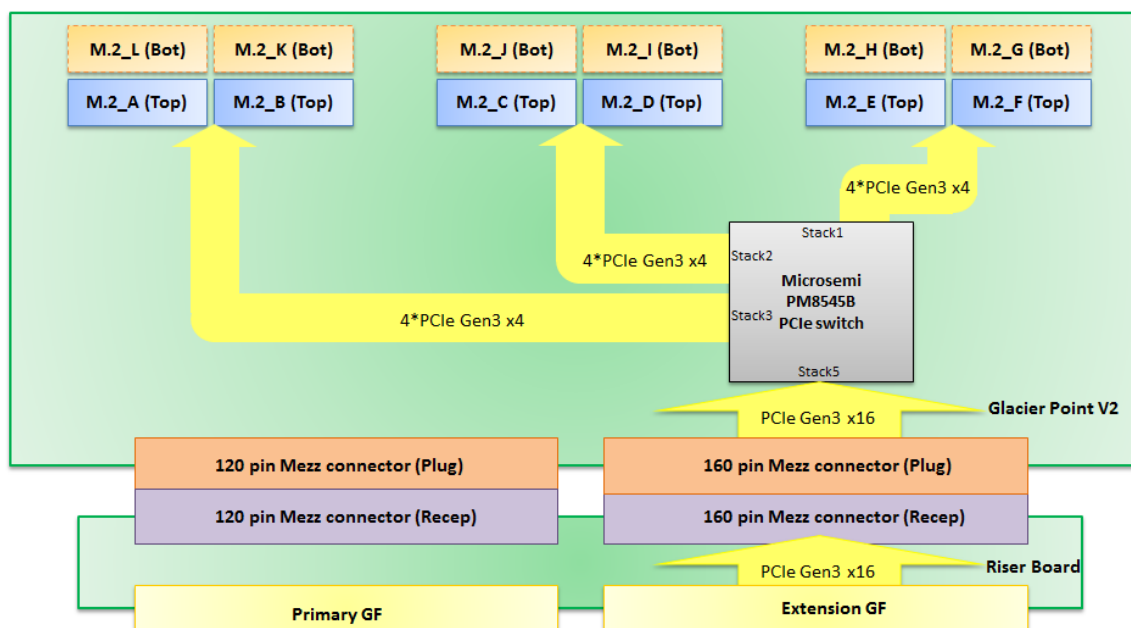 M.2_L (Bot)
M.2_K (Bot)
M.2_J (Bot)
M.2_I (Bot)
M.2_H (Bot)
M.2_G (Bot)
M.2_A (Top)
M.2_B (Top)
M.2_C (Top)
M.2_D (Top)
M.2_E (Top)
M.2_F (Top)
4*PCIe Gen3 x4
Stack1
Stack2
4*PCIe Gen3 x4
Microsemi
PM8545B
PCIe switch
Stack3
4*PCIe Gen3 x4
Stack5
PCIe Gen3 x16
Glacier Point V2
120 pin Mezz connector (Plug)
160 pin Mezz connector (Plug)
120 pin Mezz connector (Recep)
160 pin Mezz connector (Recep)
PCIe Gen3 x16
Riser Board
Primary GF
Extension GF